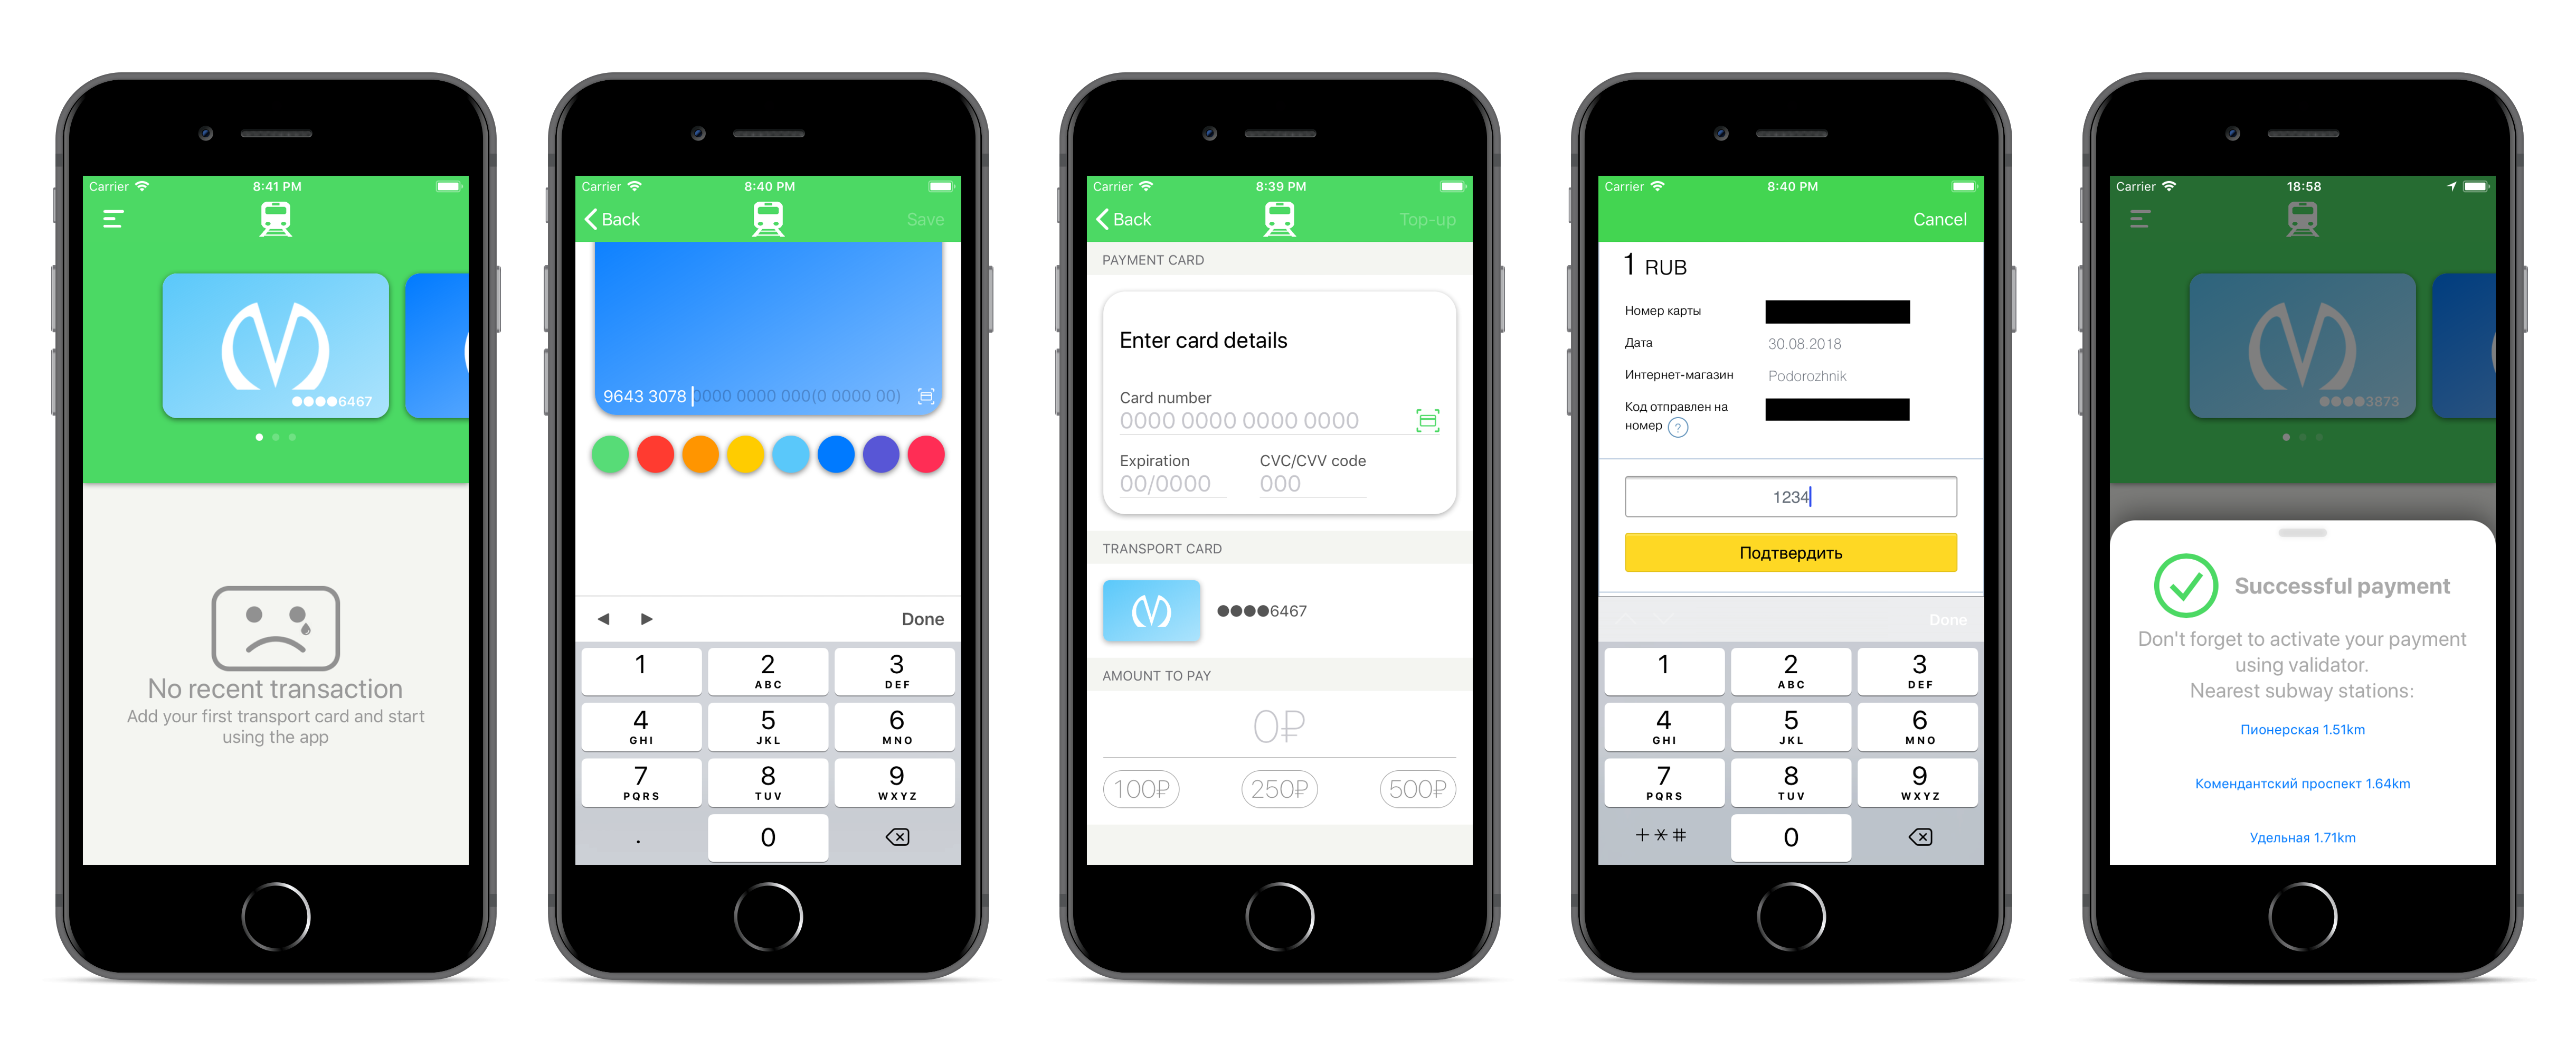 Carrier 8:41 PM
●●●●6467
No recent transaction
Add your first transport card and start
using the app
Carrier 8:40 PM
Back Save
9643 3078 0000 0000 000(0 0000 00)
Done
1 2 3
ABC DEF
4 5 6
GHI JKL MNO
7 8 9
PQRS TUV WXYZ
. 0
Carrier 8:39 PM
Back Top-up
PAYMENT CARD
Enter card details
Card number
0000 0000 0000 0000
Expiration CVC/CVV code
00/0000 000
TRANSPORT CARD
●●●●6467
AMOUNT TO PAY
0₽
100₽ 250₽ 500₽
Carrier 8:40 PM
Cancel
1 RUB
Номер карты
Дата 30.08.2018
Интернет-магазин Podorozhnik
Код отправлен на
номер ?
1234
Подтвердить
Done
1 2 3
ABC DEF
4 5 6
GHI JKL MNO
7 8 9
PQRS TUV WXYZ
+*# 0
Carrier 18:58
●●●●3873
Successful payment
Don't forget to activate your payment
using validator.
Nearest subway stations:
Пионерская 1.51km
Комендантский проспект 1.64km
Удельная 1.71km